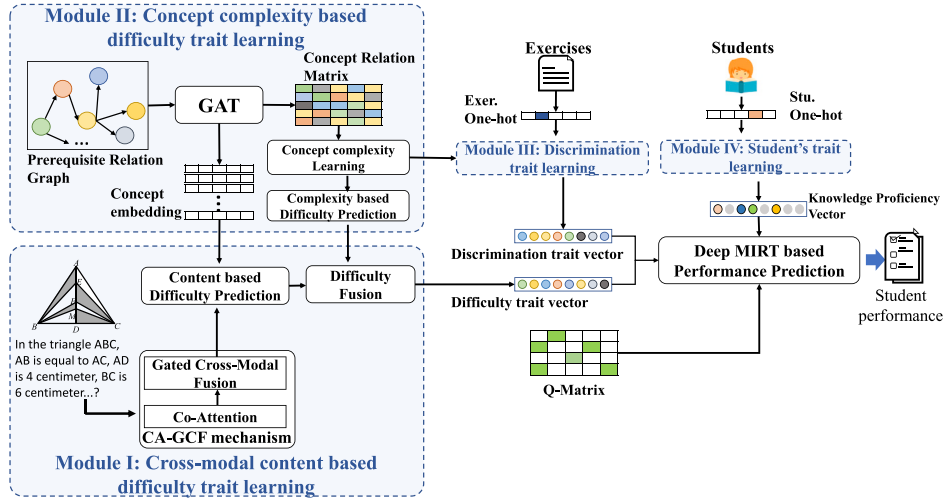 Module II: Concept complexity based
difficulty trait learning
Concept Relation
Matrix
GAT
...
Prerequisite Relation
Graph
Concept
embedding
Concept complexity
Learning
Complexity based
Difficulty Prediction
Exercises
Exer.
One-hot
Module III: Discrimination
trait learning
Students
Stu.
One-hot
Module IV: Student's trait
learning
Knowledge Proficiency
Vector
Discrimination trait vector
Difficulty trait vector
Deep MIRT based
Performance Prediction
Student
performance
Q-Matrix
Content based
Difficulty Prediction
Difficulty
Fusion
A
E
F
M
B
D
C
In the triangle ABC,
AB is equal to AC, AD
is 4 centimeter, BC is
6 centimeter...?
Gated Cross-Modal
Fusion
Co-Attention
CA-GCF mechanism
Module I: Cross-modal content based
difficulty trait learning